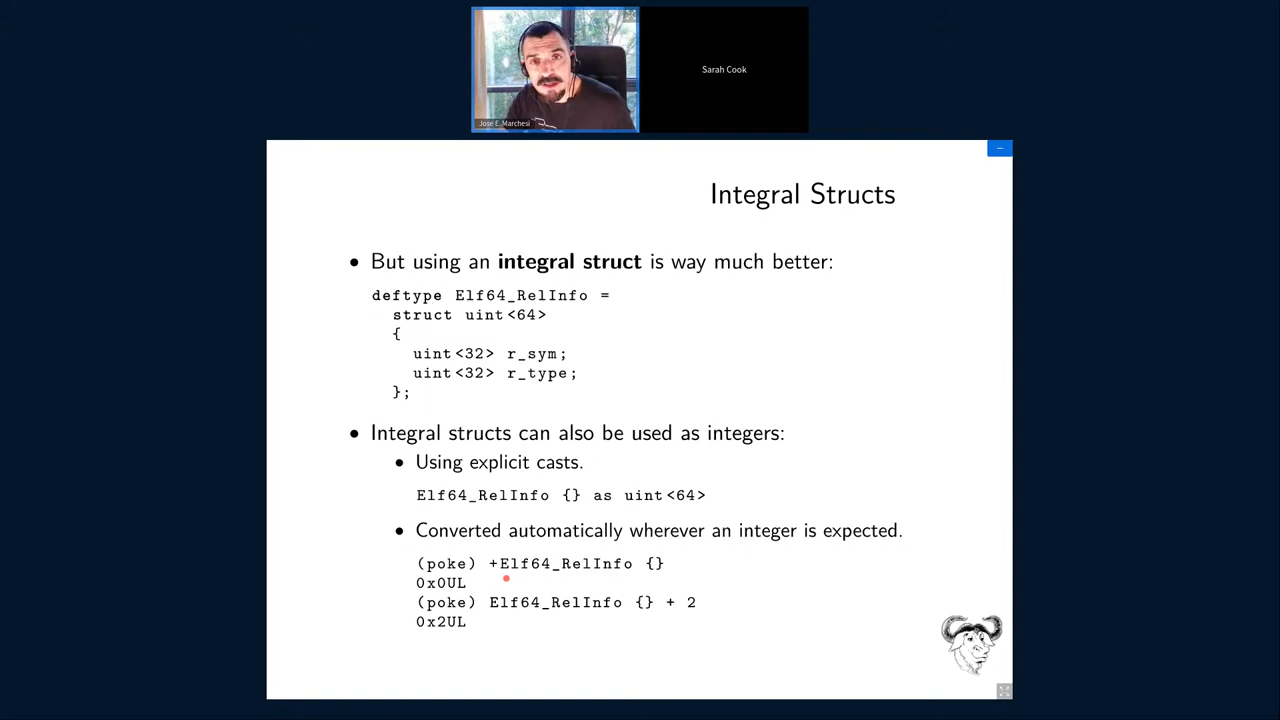 Jose E. Marchesi
Sarah Cook
Integral Structs
• But using an integral struct is way much better:
deftype Elf64_RelInfo =
struct uint<64>
{
uint<32> r_sym;
uint<32> r_type;
};
• Integral structs can also be used as integers:
• Using explicit casts.
Elf64_RelInfo {} as uint<64>
• Converted automatically wherever an integer is expected.
(poke) +Elf64_RelInfo {}
0x0UL
(poke) Elf64_RelInfo {} + 2
0x2UL